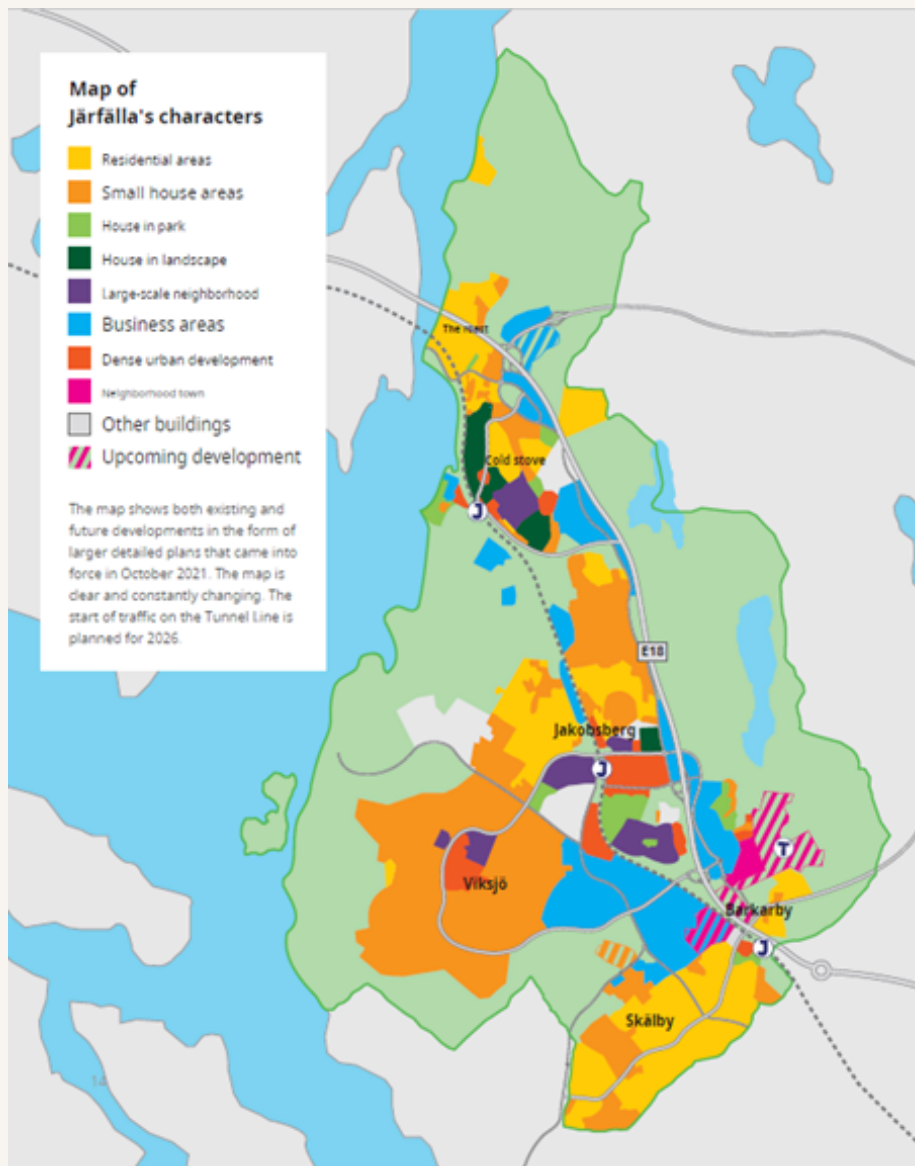 Map of
Järfälla's characters
Residential areas
Small house areas
House in park
House in landscape
Large-scale neighborhood
Business areas
Dense urban development
Neighborhood town
Other buildings
Upcoming development
The map shows both existing and
future developments in the form of
larger detailed plans that came into
force in October 2021. The map is
clear and constantly changing. The
start of traffic on the Tunnel Line is
planned for 2026.
The mast
Cold stove
J
E18
Jakobsberg
J
T
Viksjö
Barkarby
J
Skälby
14